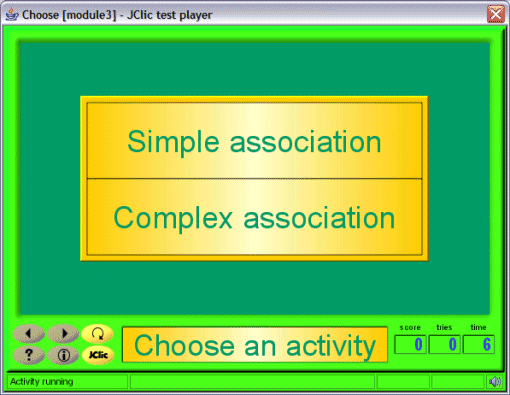 Choose [module3] - JClic test player
Simple association
Complex association
Choose an activity
score tries time
0 0 6
? i JClic
Activity running